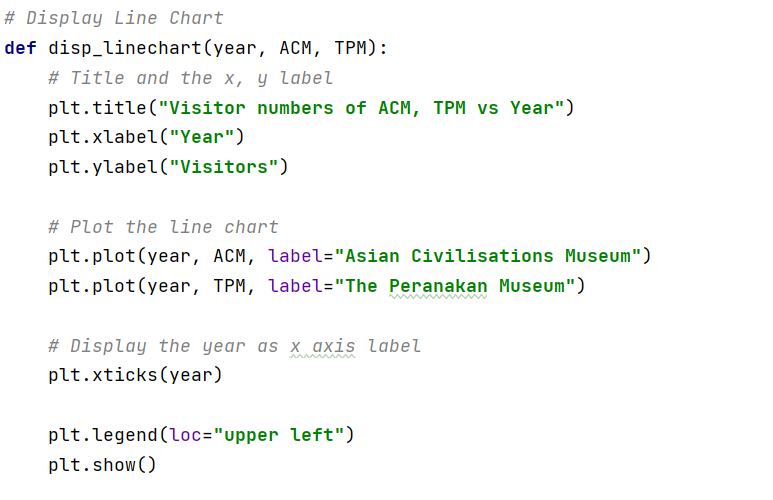 # Display Line Chart
def disp_linechart(year, ACM, TPM):
    # Title and the x, y label
    plt.title("Visitor numbers of ACM, TPM vs Year")
    plt.xlabel("Year")
    plt.ylabel("Visitors")

    # Plot the line chart
    plt.plot(year, ACM, label="Asian Civilisations Museum")
    plt.plot(year, TPM, label="The Peranakan Museum")

    # Display the year as x axis label
    plt.xticks(year)

    plt.legend(loc="upper left")
    plt.show()